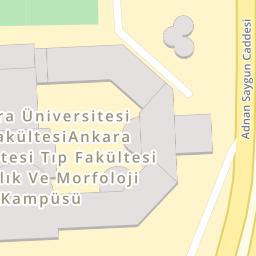 ra Üniversitesi
akültesiAnkara
tesi Tıp Fakültesi
lık Ve Morfoloji
Kampüsü
Adnan Saygun Caddesi